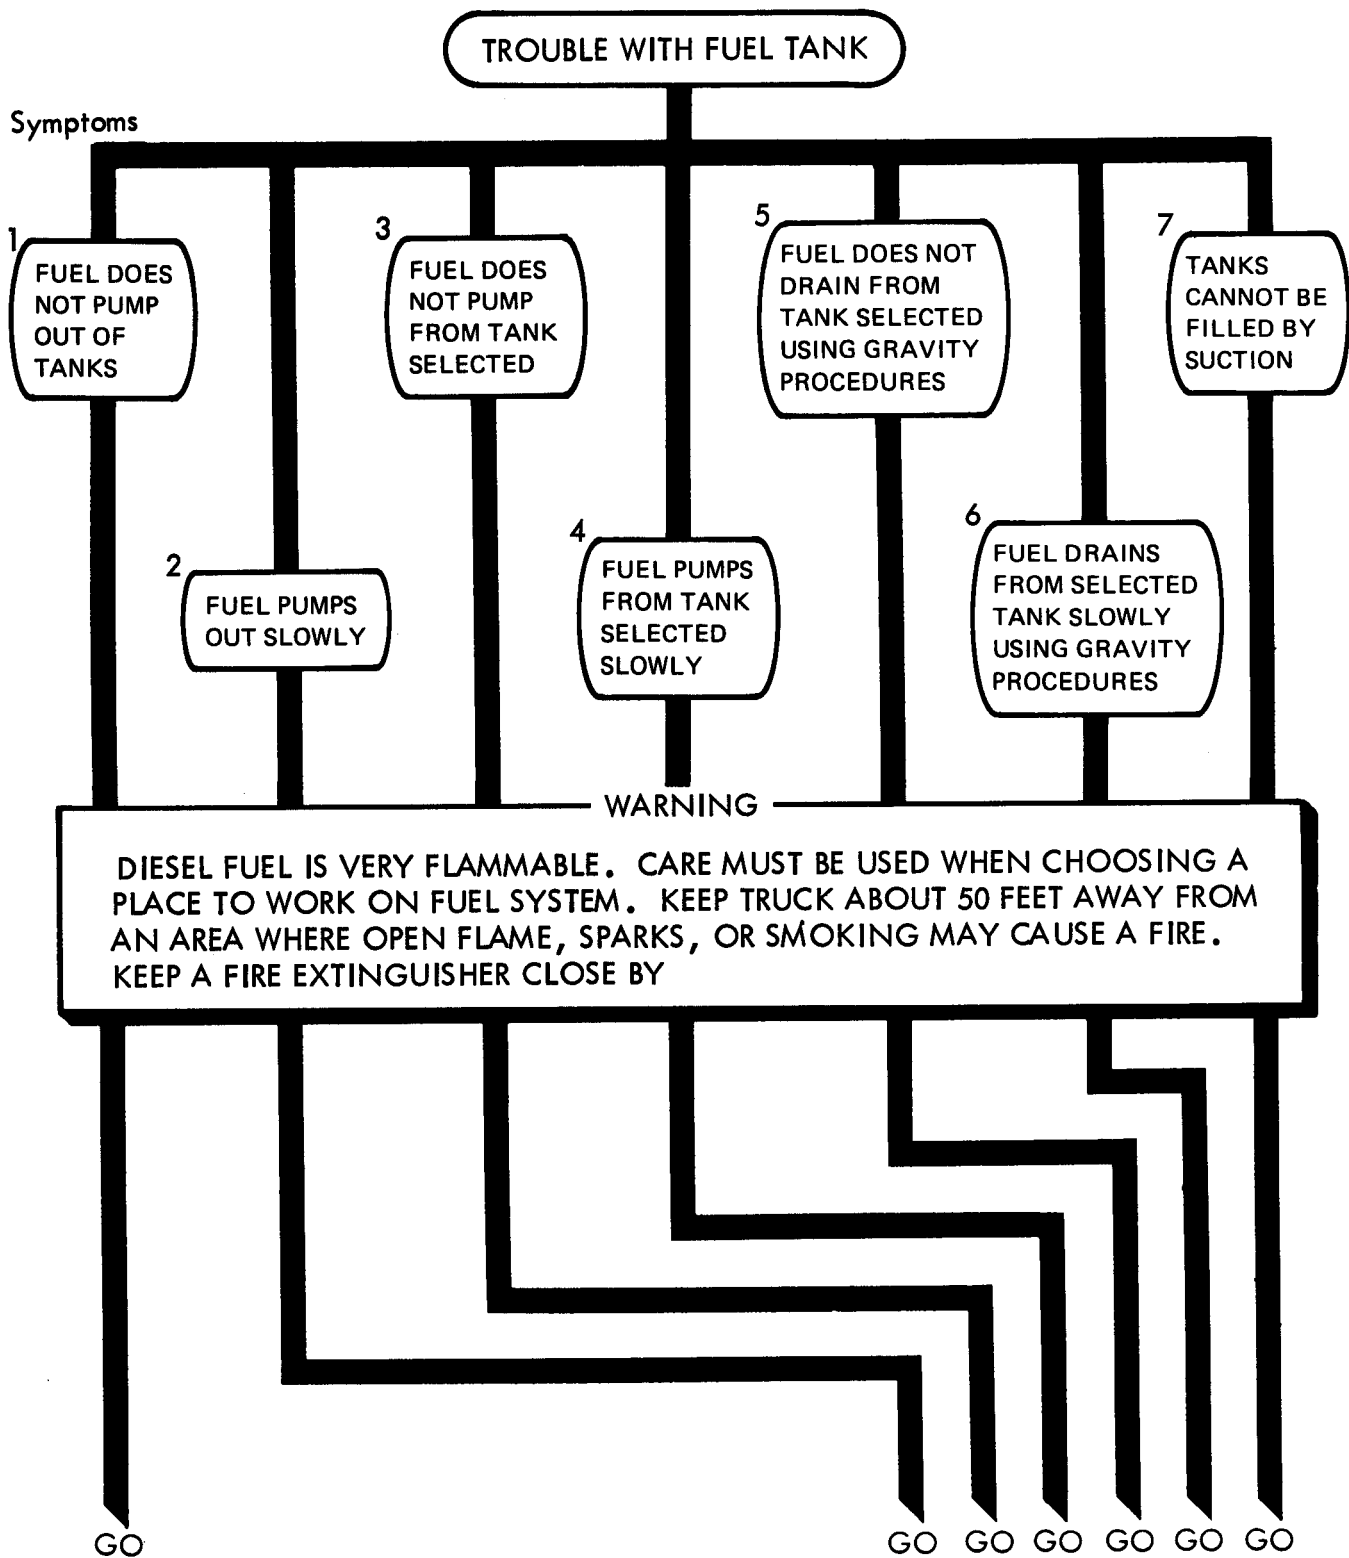 TROUBLE WITH FUEL TANK
Symptoms
1
FUEL DOES
NOT PUMP
OUT OF
TANKS
2
FUEL PUMPS
OUT SLOWLY
3
FUEL DOES
NOT PUMP
FROM TANK
SELECTED
4
FUEL PUMPS
FROM TANK
SELECTED
SLOWLY
5
FUEL DOES NOT
DRAIN FROM
TANK SELECTED
USING GRAVITY
PROCEDURES
6
FUEL DRAINS
FROM SELECTED
TANK SLOWLY
USING GRAVITY
PROCEDURES
7
TANKS
CANNOT BE
FILLED BY
SUCTION
WARNING
DIESEL FUEL IS VERY FLAMMABLE. CARE MUST BE USED WHEN CHOOSING A
PLACE TO WORK ON FUEL SYSTEM. KEEP TRUCK ABOUT 50 FEET AWAY FROM
AN AREA WHERE OPEN FLAME, SPARKS, OR SMOKING MAY CAUSE A FIRE.
KEEP A FIRE EXTINGUISHER CLOSE BY
GO GO GO GO GO GO GO